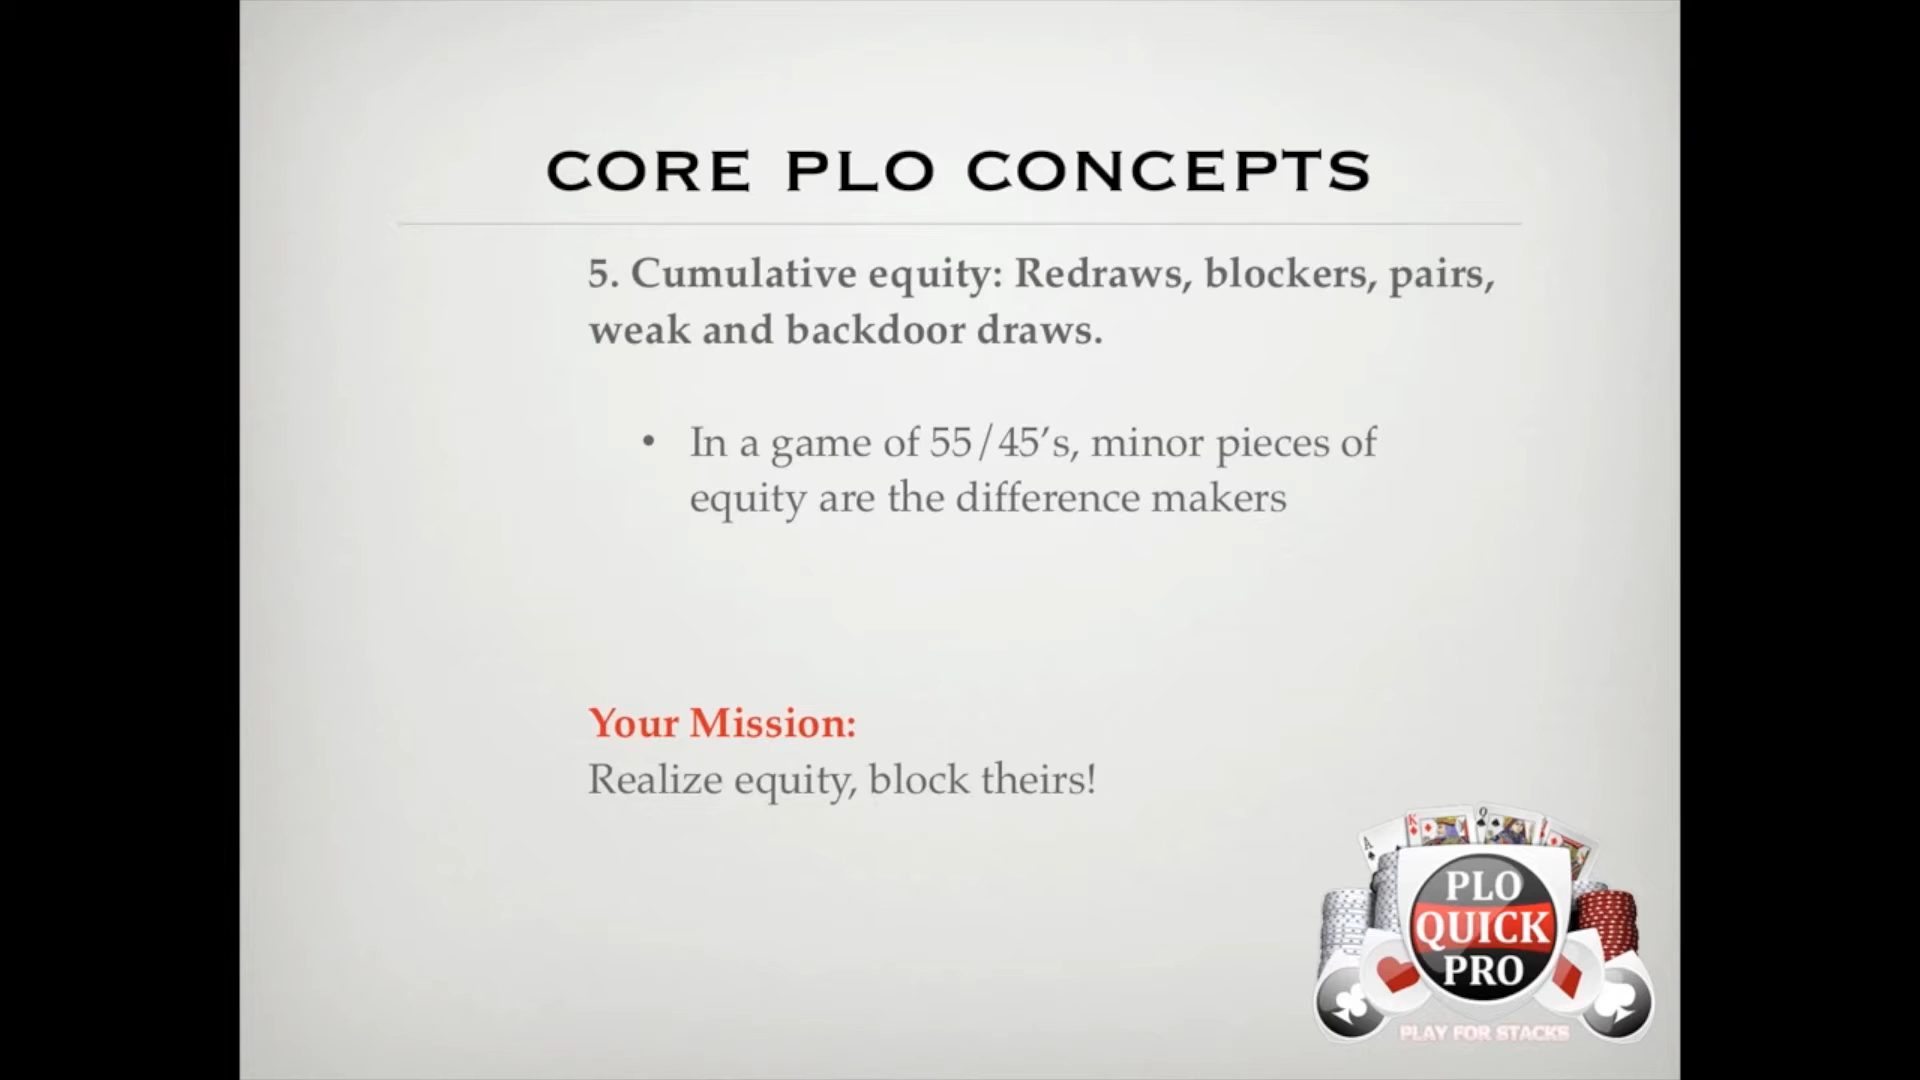 CORE PLO CONCEPTS
5. Cumulative equity: Redraws, blockers, pairs,
weak and backdoor draws.
• In a game of 55/45’s, minor pieces of
equity are the difference makers
Your Mission:
Realize equity, block theirs!
A
K
Q
PLO
QUICK
PRO
PLAY FOR STACKS